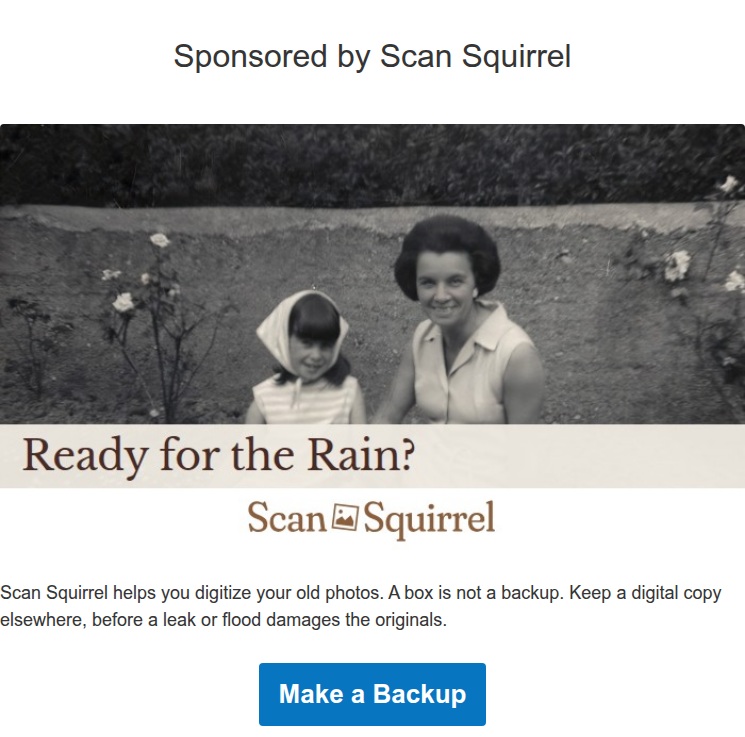 Sponsored by Scan Squirrel
Ready for the Rain?
Scan Squirrel
Scan Squirrel helps you digitize your old photos. A box is not a backup. Keep a digital copy
elsewhere, before a leak or flood damages the originals.
Make a Backup